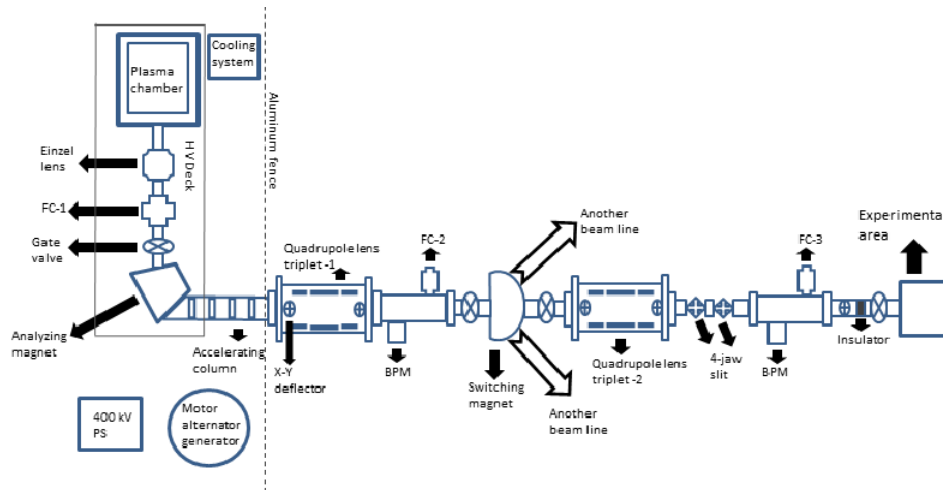 Cooling
system
Plasma
chamber
Aluminum fence
HV Deck
Einzel
lens
FC-1
Gate
valve
Analyzing
magnet
Accelerating
column
400 kV
PS
Motor
alternator
generator
Quadrupole lens
triplet -1
X-Y
deflector
FC-2
BPM
Another
beam line
Switching
magnet
Another
beam line
Quadrupole lens
triplet -2
4-jaw
slit
FC-3
BPM
Insulator
Experimenta
area